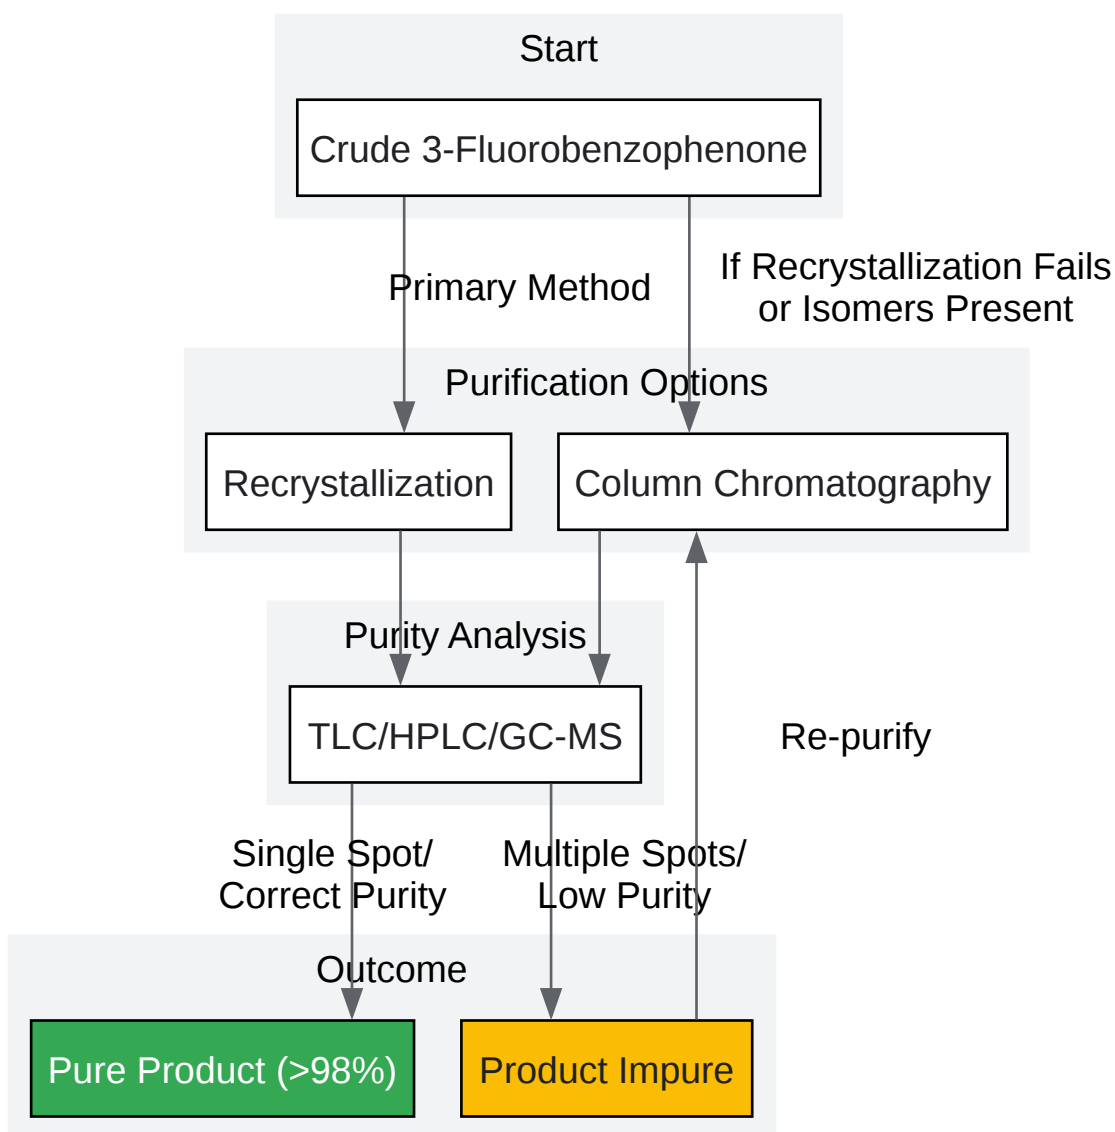 Start
Crude 3-Fluorobenzophenone
Primary Method
If Recrystallization Fails
or Isomers Present
Purification Options
Recrystallization
Column Chromatography
Purity Analysis
TLC/HPLC/GC-MS
Re-purify
Single Spot/
Correct Purity
Multiple Spots/
Low Purity
Outcome
Pure Product (>98%)
Product Impure